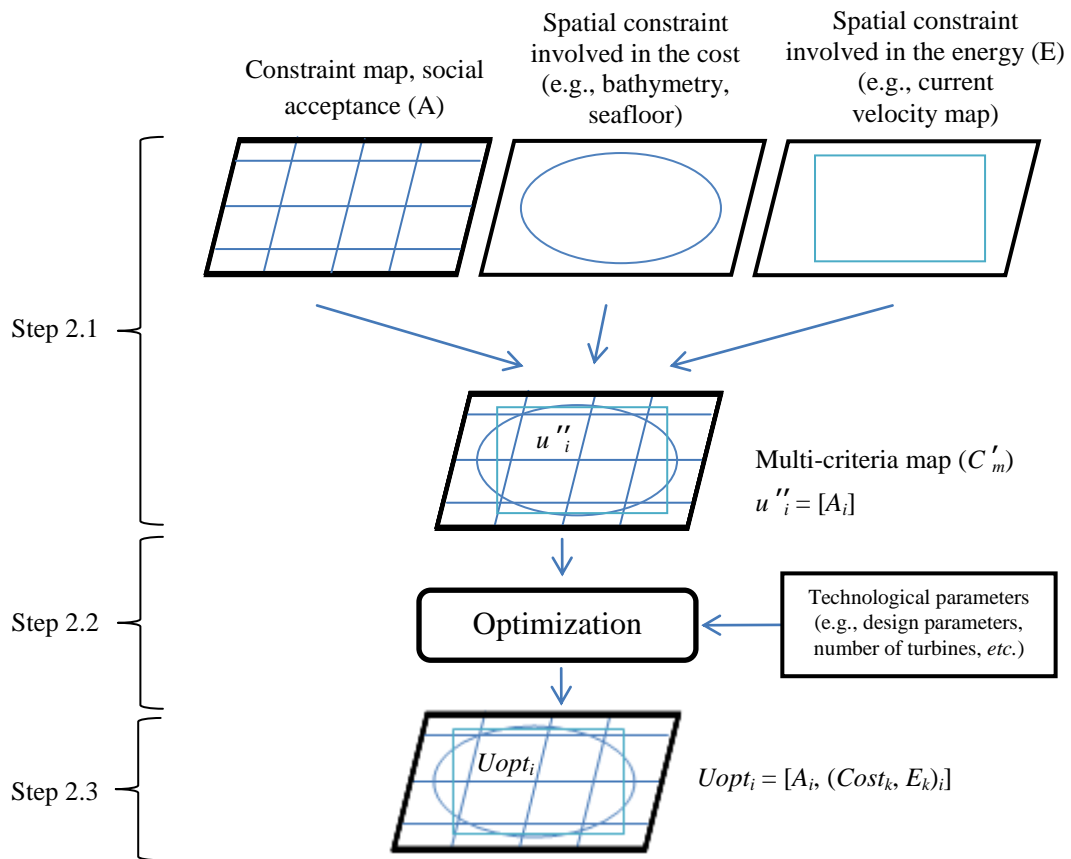 Constraint map, social
acceptance (A)
Spatial constraint
involved in the cost
(e.g., bathymetry,
seafloor)
Spatial constraint
involved in the energy (E)
(e.g., current
velocity map)
Step 2.1
u″i
Multi-criteria map (C′m)
u″i = [Ai]
Step 2.2
Optimization
Technological parameters
(e.g., design parameters,
number of turbines, etc.)
Step 2.3
Uopti
Uopti = [Ai, (Costk, Ek)i]